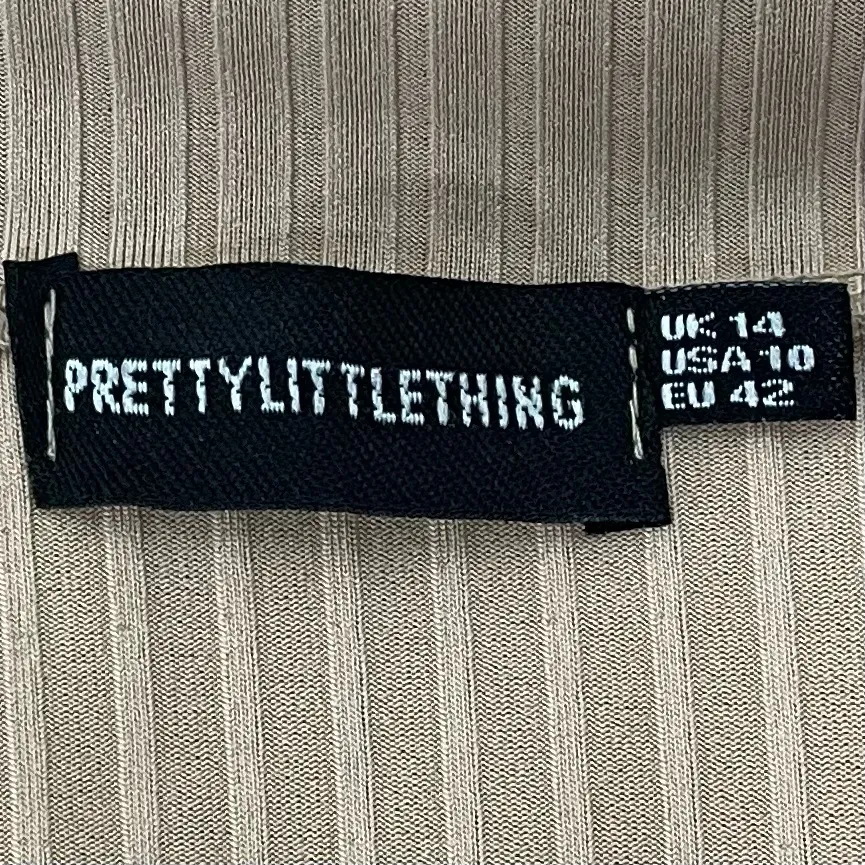 PRETTYLITTLETHING
UK 14
USA 10
EU 42